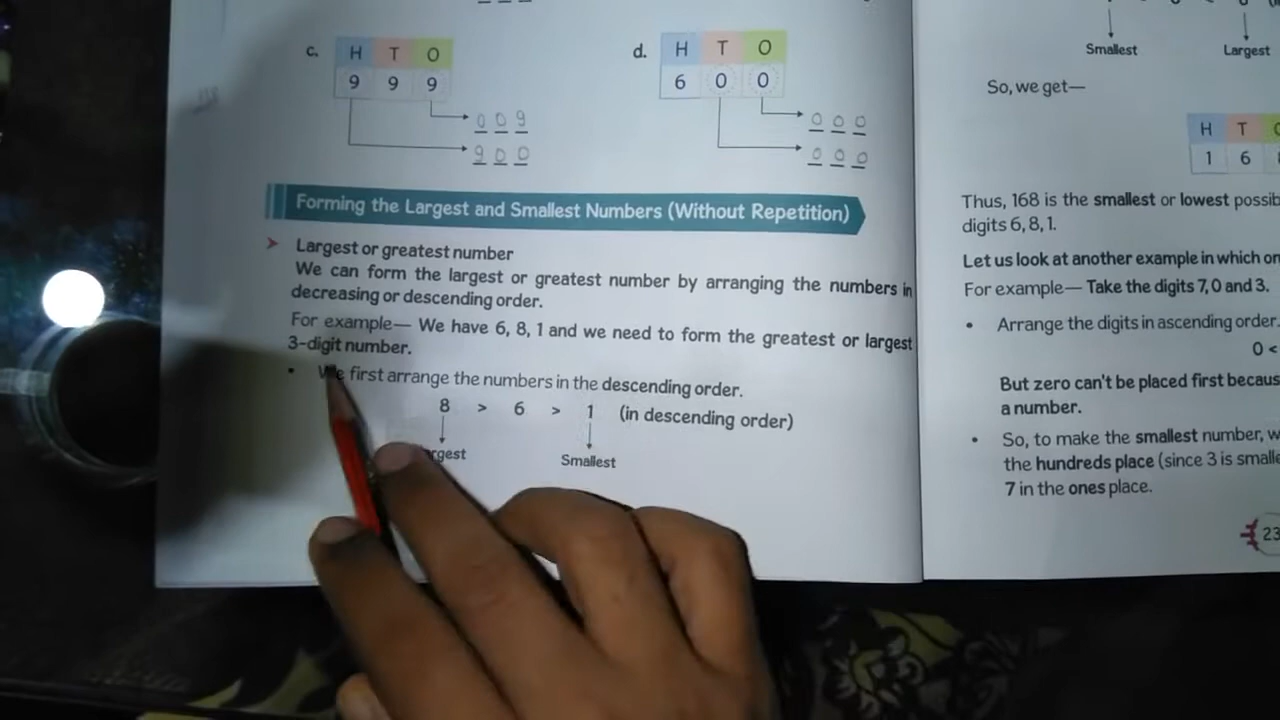 c. H T O
9 9 9
0 0 9
9 0 0
d. H T O
6 0 0
0 0 0
0 0 0
Forming the Largest and Smallest Numbers (Without Repetition)
Largest or greatest number
We can form the largest or greatest number by arranging the numbers in
decreasing or descending order.
For example— We have 6, 8, 1 and we need to form the greatest or largest
3-digit number.
• We first arrange the numbers in the descending order.
8 > 6 > 1 (in descending order)
Smallest
Smallest Largest
So, we get—
H T
1 6
Thus, 168 is the smallest or lowest
digits 6, 8, 1.
Let us look at another example in which
For example— Take the digits 7, 0 and 3.
• Arrange the digits in ascending order.
0 <
But zero can't be placed first
a number.
• So, to make the smallest number,
the hundreds place (since 3 is
7 in the ones place.
23